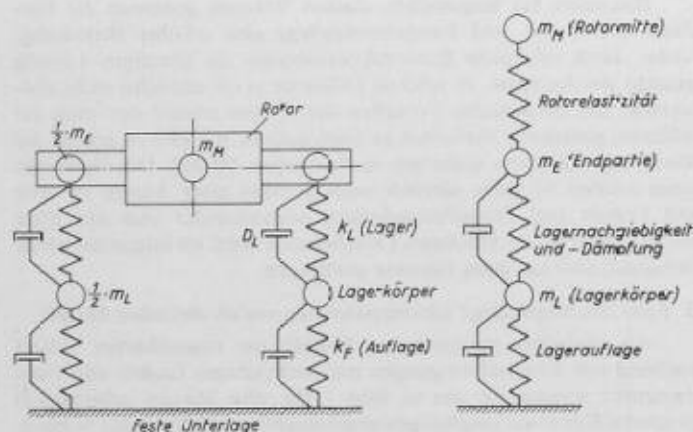 m_M (Rotormitte)
Rotorelastizität
m_E (Endpartie)
Lagernachgiebigkeit
und -Dämpfung
m_L (Lagerkörper)
Lagerauflage
Rotor
½·m_E
m_M
D_L
k_L (Lager)
½·m_L
Lagerkörper
k_F (Auflage)
feste Unterlage